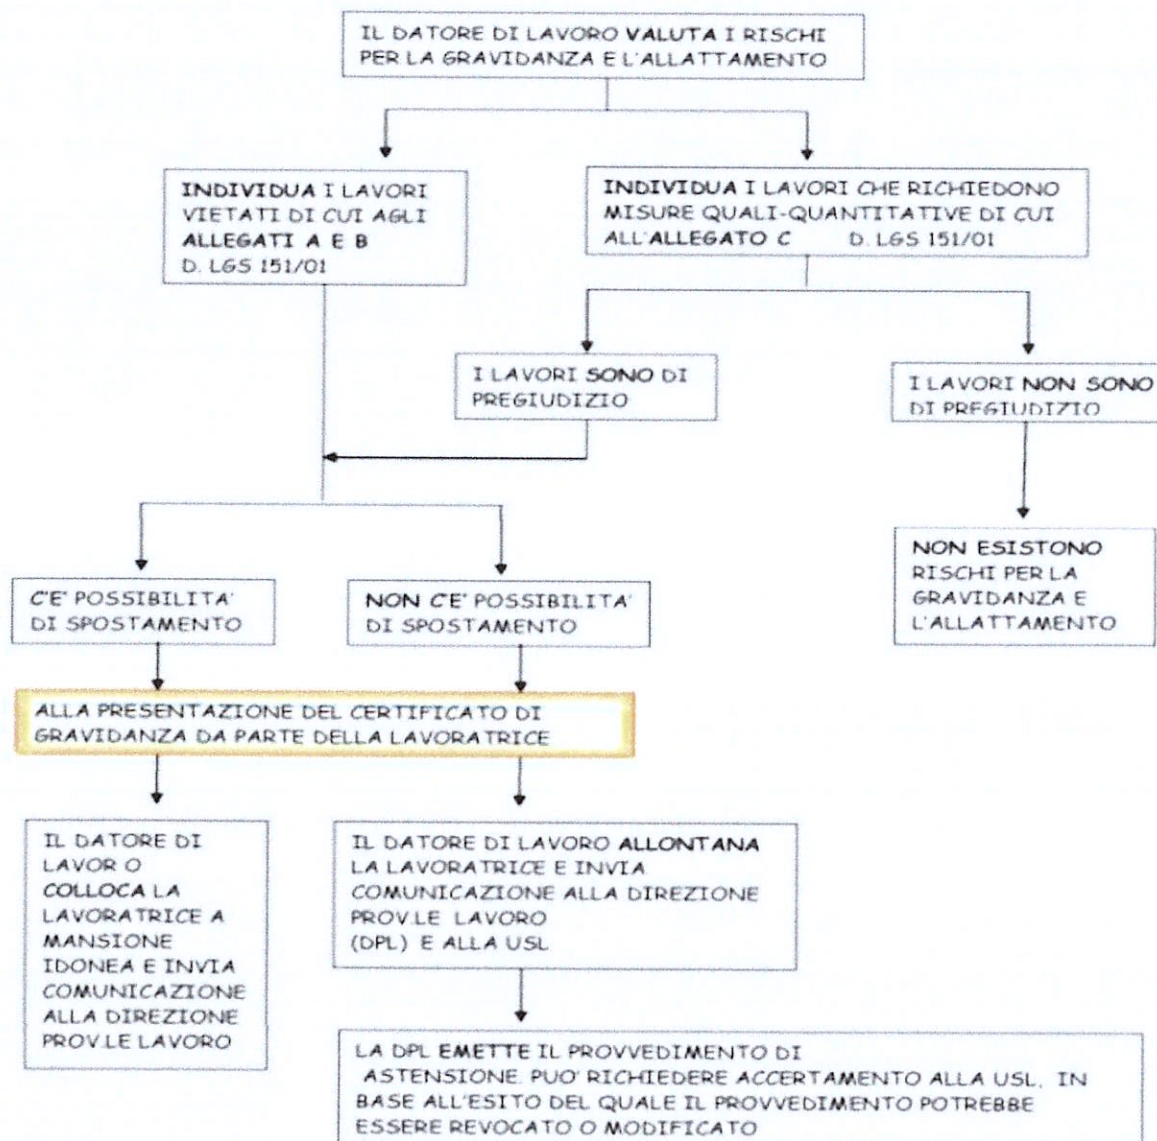 IL DATORE DI LAVORO VALUTA I RISCHI
PER LA GRAVIDANZA E L'ALLATTAMENTO
INDIVIDUA I LAVORI
VIETATI DI CUI AGLI
ALLEGATI A E B
D. LGS 151/01
INDIVIDUA I LAVORI CHE RICHIEDONO
MISURE QUALI-QUANTITATIVE DI CUI
ALL'ALLEGATO C D. LGS 151/01
I LAVORI SONO DI
PREGIUDIZIO
I LAVORI NON SONO
DI PREGIUDIZIO
NON ESISTONO
RISCHI PER LA
GRAVIDANZA E
L'ALLATTAMENTO
C'E' POSSIBILITA'
DI SPOSTAMENTO
NON C'E' POSSIBILITA'
DI SPOSTAMENTO
ALLA PRESENTAZIONE DEL CERTIFICATO DI
GRAVIDANZA DA PARTE DELLA LAVORATRICE
IL DATORE DI
LAVOR O
COLLOCA LA
LAVORATRICE A
MANSIONE
IDONEA E INVIA
COMUNICAZIONE
ALLA DIREZIONE
PROV.LE LAVORO
IL DATORE DI LAVORO ALLONTANA
LA LAVORATRICE E INVIA
COMUNICAZIONE ALLA DIREZIONE
PROV.LE LAVORO
(DPL) E ALLA USL
LA DPL EMETTE IL PROVVEDIMENTO DI
ASTENSIONE. PUO' RICHIEDERE ACCERTAMENTO ALLA USL, IN
BASE ALL'ESITO DEL QUALE IL PROVVEDIMENTO POTREBBE
ESSERE REVOCATO O MODIFICATO